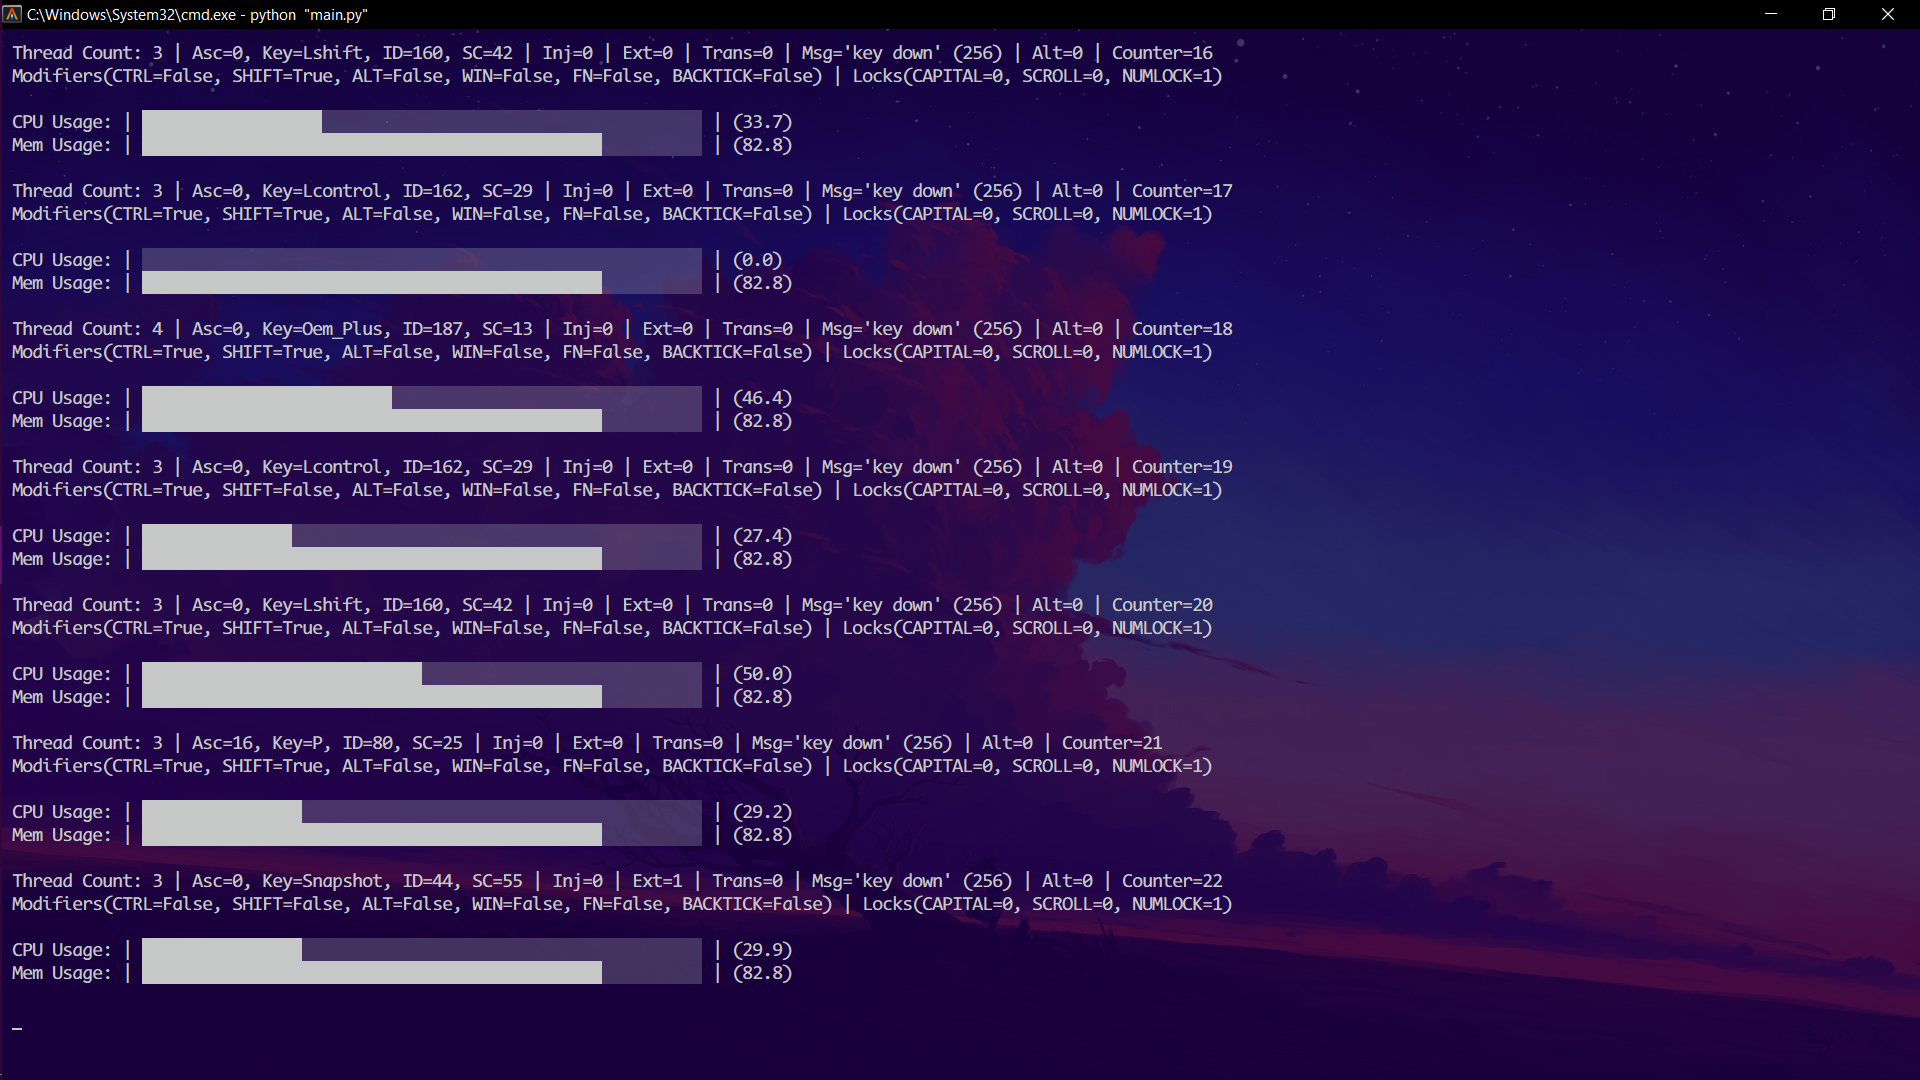 C:\Windows\System32\cmd.exe - python  "main.py"
Thread Count: 3 | Asc=0, Key=Lshift, ID=160, SC=42 | Inj=0 | Ext=0 | Trans=0 | Msg='key down' (256) | Alt=0 | Counter=16
Modifiers(CTRL=False, SHIFT=True, ALT=False, WIN=False, FN=False, BACKTICK=False) | Locks(CAPITAL=0, SCROLL=0, NUMLOCK=1)
CPU Usage: | | (33.7)
Mem Usage: | | (82.8)
Thread Count: 3 | Asc=0, Key=Lcontrol, ID=162, SC=29 | Inj=0 | Ext=0 | Trans=0 | Msg='key down' (256) | Alt=0 | Counter=17
Modifiers(CTRL=True, SHIFT=True, ALT=False, WIN=False, FN=False, BACKTICK=False) | Locks(CAPITAL=0, SCROLL=0, NUMLOCK=1)
CPU Usage: | | (0.0)
Mem Usage: | | (82.8)
Thread Count: 4 | Asc=0, Key=Oem_Plus, ID=187, SC=13 | Inj=0 | Ext=0 | Trans=0 | Msg='key down' (256) | Alt=0 | Counter=18
Modifiers(CTRL=True, SHIFT=True, ALT=False, WIN=False, FN=False, BACKTICK=False) | Locks(CAPITAL=0, SCROLL=0, NUMLOCK=1)
CPU Usage: | | (46.4)
Mem Usage: | | (82.8)
Thread Count: 3 | Asc=0, Key=Lcontrol, ID=162, SC=29 | Inj=0 | Ext=0 | Trans=0 | Msg='key down' (256) | Alt=0 | Counter=19
Modifiers(CTRL=True, SHIFT=False, ALT=False, WIN=False, FN=False, BACKTICK=False) | Locks(CAPITAL=0, SCROLL=0, NUMLOCK=1)
CPU Usage: | | (27.4)
Mem Usage: | | (82.8)
Thread Count: 3 | Asc=0, Key=Lshift, ID=160, SC=42 | Inj=0 | Ext=0 | Trans=0 | Msg='key down' (256) | Alt=0 | Counter=20
Modifiers(CTRL=True, SHIFT=True, ALT=False, WIN=False, FN=False, BACKTICK=False) | Locks(CAPITAL=0, SCROLL=0, NUMLOCK=1)
CPU Usage: | | (50.0)
Mem Usage: | | (82.8)
Thread Count: 3 | Asc=16, Key=P, ID=80, SC=25 | Inj=0 | Ext=0 | Trans=0 | Msg='key down' (256) | Alt=0 | Counter=21
Modifiers(CTRL=True, SHIFT=True, ALT=False, WIN=False, FN=False, BACKTICK=False) | Locks(CAPITAL=0, SCROLL=0, NUMLOCK=1)
CPU Usage: | | (29.2)
Mem Usage: | | (82.8)
Thread Count: 3 | Asc=0, Key=Snapshot, ID=44, SC=55 | Inj=0 | Ext=1 | Trans=0 | Msg='key down' (256) | Alt=0 | Counter=22
Modifiers(CTRL=False, SHIFT=False, ALT=False, WIN=False, FN=False, BACKTICK=False) | Locks(CAPITAL=0, SCROLL=0, NUMLOCK=1)
CPU Usage: | | (29.9)
Mem Usage: | | (82.8)
_